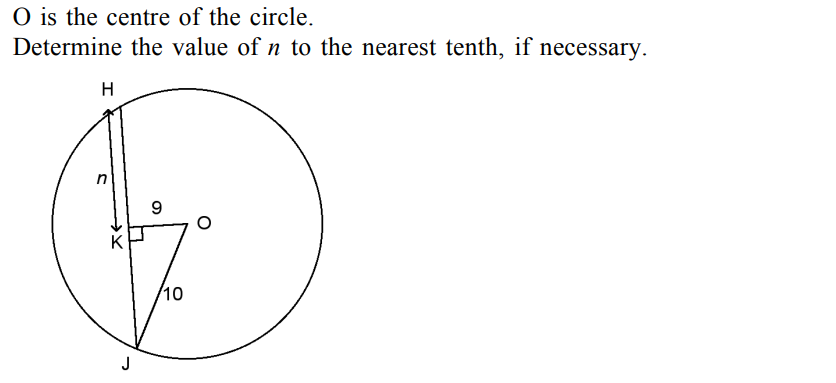 O is the centre of the circle.
Determine the value of n to the nearest tenth, if necessary.
H
n
9
O
K
10
J